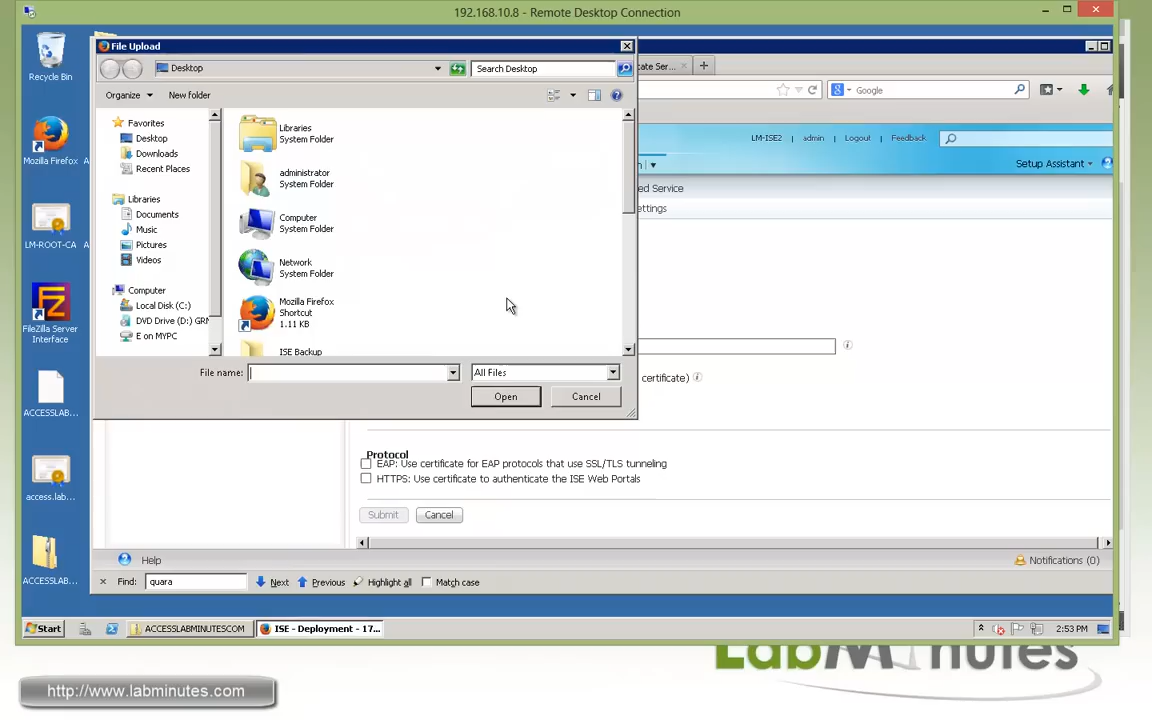 192.168.10.8 - Remote Desktop Connection
Recycle Bin
Mozilla Firefox
LM-ROOT-CA
FileZilla Server
Interface
ACCESSLAB...
access.lab...
ACCESSLAB...
File Upload
Desktop
Search Desktop
Organize
New folder
Favorites
Desktop
Downloads
Recent Places
Libraries
Documents
Music
Pictures
Videos
Computer
Local Disk (C:)
DVD Drive (D:) GRM
E on MYPC
Libraries
System Folder
administrator
System Folder
Computer
System Folder
Network
System Folder
Mozilla Firefox
Shortcut
1.11 KB
ISE Backup
File name:
All Files
Open
Cancel
cate Ser...
Google
LM-ISE2 | admin | Logout | Feedback
Setup Assistant
ed Service
ettings
certificate)
Protocol
EAP: Use certificate for EAP protocols that use SSL/TLS tunneling
HTTPS: Use certificate to authenticate the ISE Web Portals
Submit
Cancel
Help
Notifications (0)
Find: quara Next Previous Highlight all Match case
Start
ACCESSLABMINUTESCOM
ISE - Deployment - 17...
2:53 PM
LabMinutes
http://www.labminutes.com